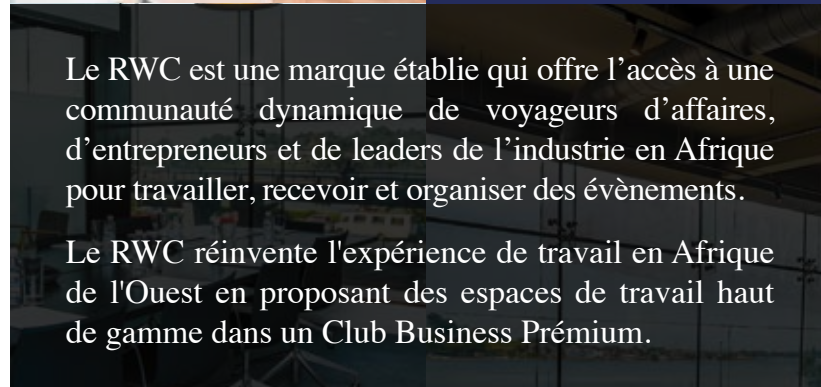 Le RWC est une marque établie qui offre l’accès à une
communauté dynamique de voyageurs d’affaires,
d’entrepreneurs et de leaders de l’industrie en Afrique
pour travailler, recevoir et organiser des évènements.
Le RWC réinvente l'expérience de travail en Afrique
de l'Ouest en proposant des espaces de travail haut
de gamme dans un Club Business Prémium.